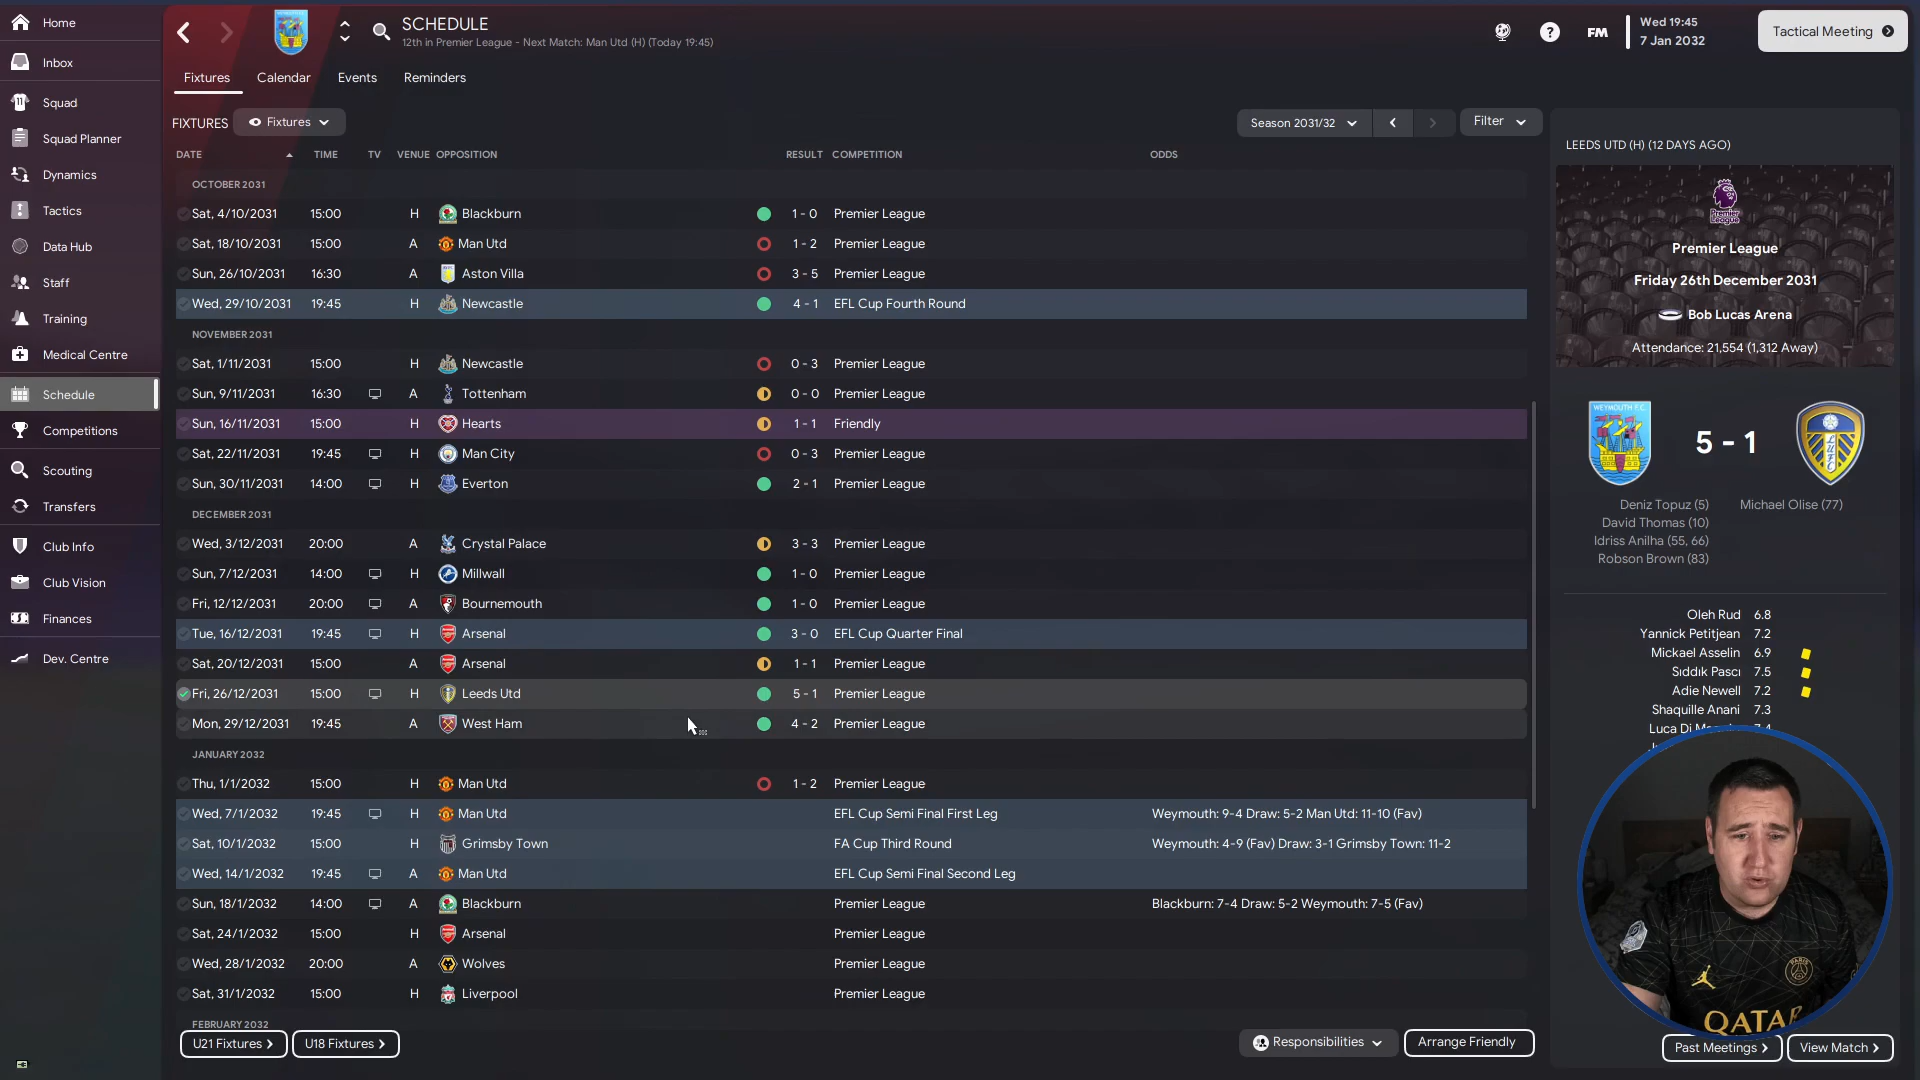 Home
Inbox
Squad
Squad Planner
Dynamics
Tactics
Data Hub
Staff
Training
Medical Centre
Schedule
Competitions
Scouting
Transfers
Club Info
Club Vision
Finances
Dev. Centre
SCHEDULE
12th in Premier League - Next Match: Man Utd (H) (Today 19:45)
FM
Wed 19:45
7 Jan 2032
Tactical Meeting
Fixtures Calendar Events Reminders
FIXTURES Fixtures Season 2031/32 Filter
DATE TIME TV VENUE OPPOSITION RESULT COMPETITION ODDS
OCTOBER 2031
Sat, 4/10/2031 15:00 H Blackburn 1 - 0 Premier League
Sat, 18/10/2031 15:00 A Man Utd 1 - 2 Premier League
Sun, 26/10/2031 16:30 A Aston Villa 3 - 5 Premier League
Wed, 29/10/2031 19:45 H Newcastle 4 - 1 EFL Cup Fourth Round
NOVEMBER 2031
Sat, 1/11/2031 15:00 H Newcastle 0 - 3 Premier League
Sun, 9/11/2031 16:30 A Tottenham 0 - 0 Premier League
Sun, 16/11/2031 15:00 H Hearts 1 - 1 Friendly
Sat, 22/11/2031 19:45 H Man City 0 - 3 Premier League
Sun, 30/11/2031 14:00 H Everton 2 - 1 Premier League
DECEMBER 2031
Wed, 3/12/2031 20:00 A Crystal Palace 3 - 3 Premier League
Sun, 7/12/2031 14:00 H Millwall 1 - 0 Premier League
Fri, 12/12/2031 20:00 A Bournemouth 1 - 0 Premier League
Tue, 16/12/2031 19:45 H Arsenal 3 - 0 EFL Cup Quarter Final
Sat, 20/12/2031 15:00 A Arsenal 1 - 1 Premier League
Fri, 26/12/2031 15:00 H Leeds Utd 5 - 1 Premier League
Mon, 29/12/2031 19:45 A West Ham 4 - 2 Premier League
JANUARY 2032
Thu, 1/1/2032 15:00 H Man Utd 1 - 2 Premier League
Wed, 7/1/2032 19:45 H Man Utd EFL Cup Semi Final First Leg Weymouth: 9-4 Draw: 5-2 Man Utd: 11-10 (Fav)
Sat, 10/1/2032 15:00 H Grimsby Town FA Cup Third Round Weymouth: 4-9 (Fav) Draw: 3-1 Grimsby Town: 11-2
Wed, 14/1/2032 19:45 A Man Utd EFL Cup Semi Final Second Leg
Sun, 18/1/2032 14:00 A Blackburn Premier League Blackburn: 7-4 Draw: 5-2 Weymouth: 7-5 (Fav)
Sat, 24/1/2032 15:00 H Arsenal Premier League
Wed, 28/1/2032 20:00 A Wolves Premier League
Sat, 31/1/2032 15:00 H Liverpool Premier League
FEBRUARY 2032
U21 Fixtures U18 Fixtures Responsibilities Arrange Friendly
LEEDS UTD (H) (12 DAYS AGO)
Premier League
Premier League
Friday 26th December 2031
Bob Lucas Arena
Attendance: 21,554 (1,312 Away)
WEYMOUTH F.C.
5 - 1
LUFC
Deniz Topuz (5) Michael Olise (77)
David Thomas (10)
Idriss Anilha (55, 66)
Robson Brown (83)
Oleh Rud 6.8
Yannick Petitjean 7.2
Mickael Asselin 6.9
Sıddık Pascı 7.5
Adie Newell 7.2
Shaquille Anani 7.3
Luca Di
PARIS
QATAR
Past Meetings View Match